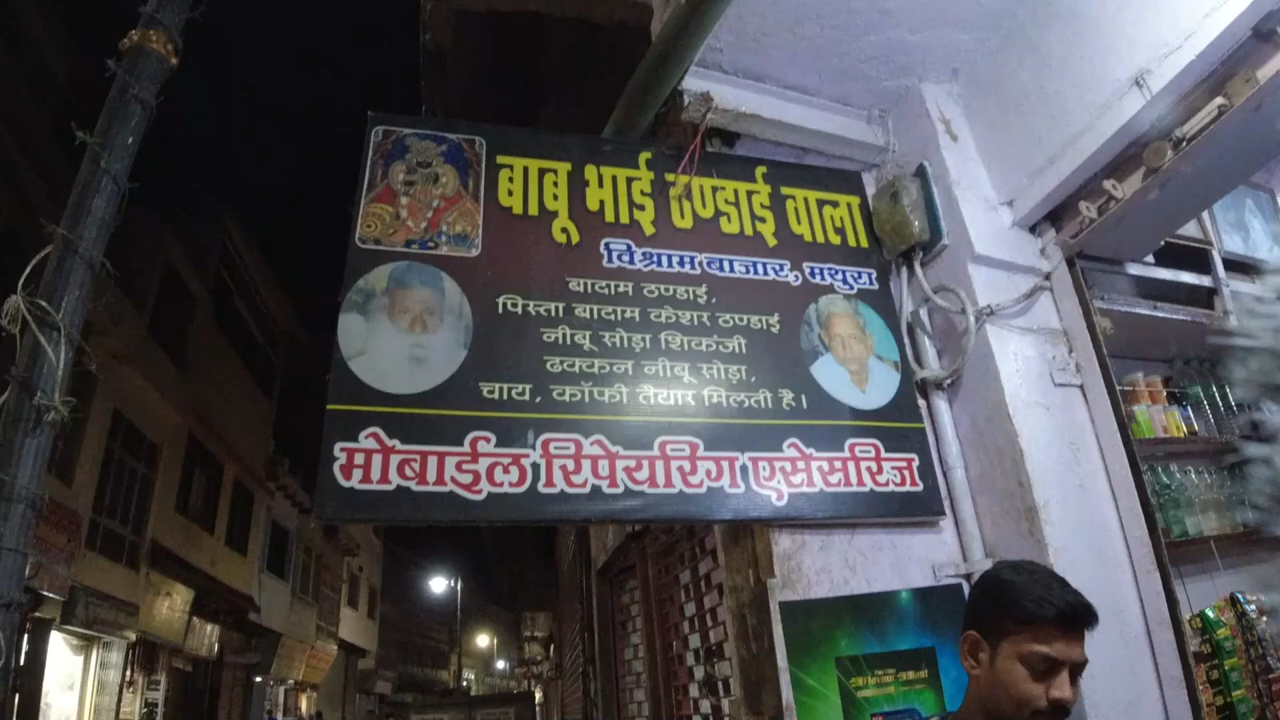 बाबू भाई ठण्डाई वाला
विश्राम बाजार, मथुरा
बादाम ठण्डाई,
पिस्ता बादाम केशर ठण्डाई
नीबू सोड़ा शिकंजी
ढक्कन नीबू सोड़ा,
चाय, कॉफी तैयार मिलती है।
मोबाईल रिपेयरिंग एसेसरिज